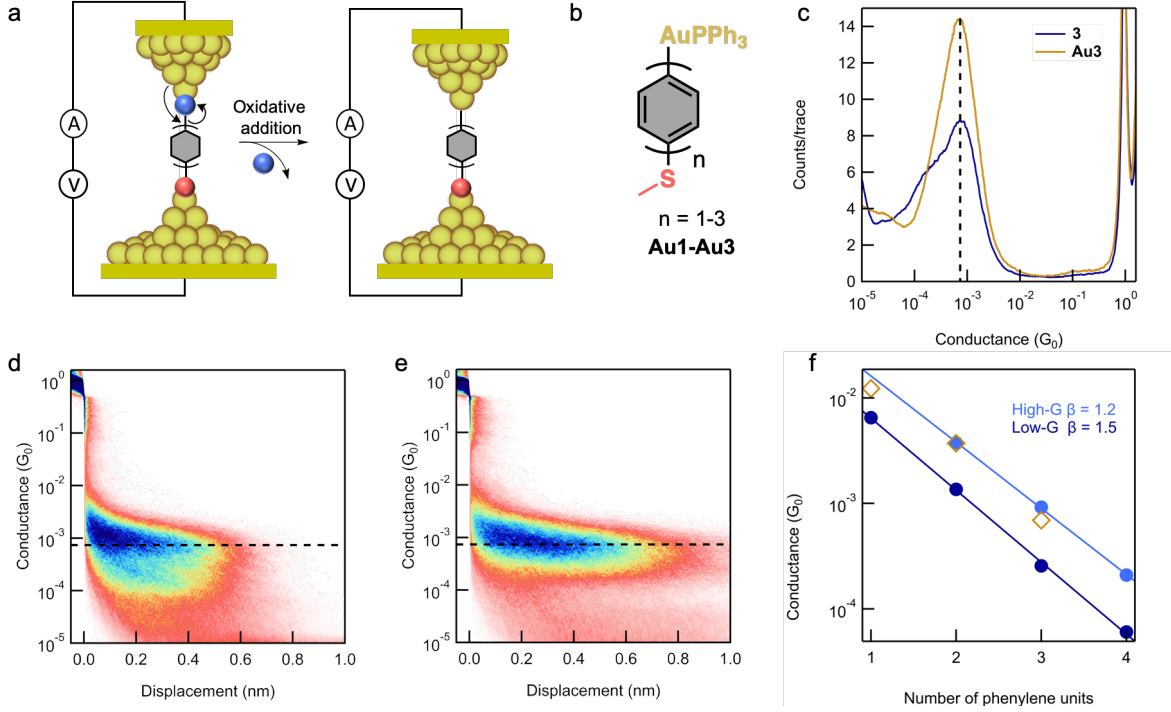 a
A
V
Oxidative
addition
A
V
b
AuPPh3
n
S
n = 1-3
Au1-Au3
c
Counts/trace
14
12
10
8
6
4
2
0
3
Au3
10-5
10-4
10-3
10-2
10-1
100
Conductance (G0)
d
Conductance (G0)
100
10-1
10-2
10-3
10-4
10-5
0.0
0.2
0.4
0.6
0.8
1.0
Displacement (nm)
e
Conductance (G0)
100
10-1
10-2
10-3
10-4
10-5
0.0
0.2
0.4
0.6
0.8
1.0
Displacement (nm)
f
Conductance (G0)
10-2
10-3
10-4
High-G β = 1.2
Low-G β = 1.5
1
2
3
4
Number of phenylene units